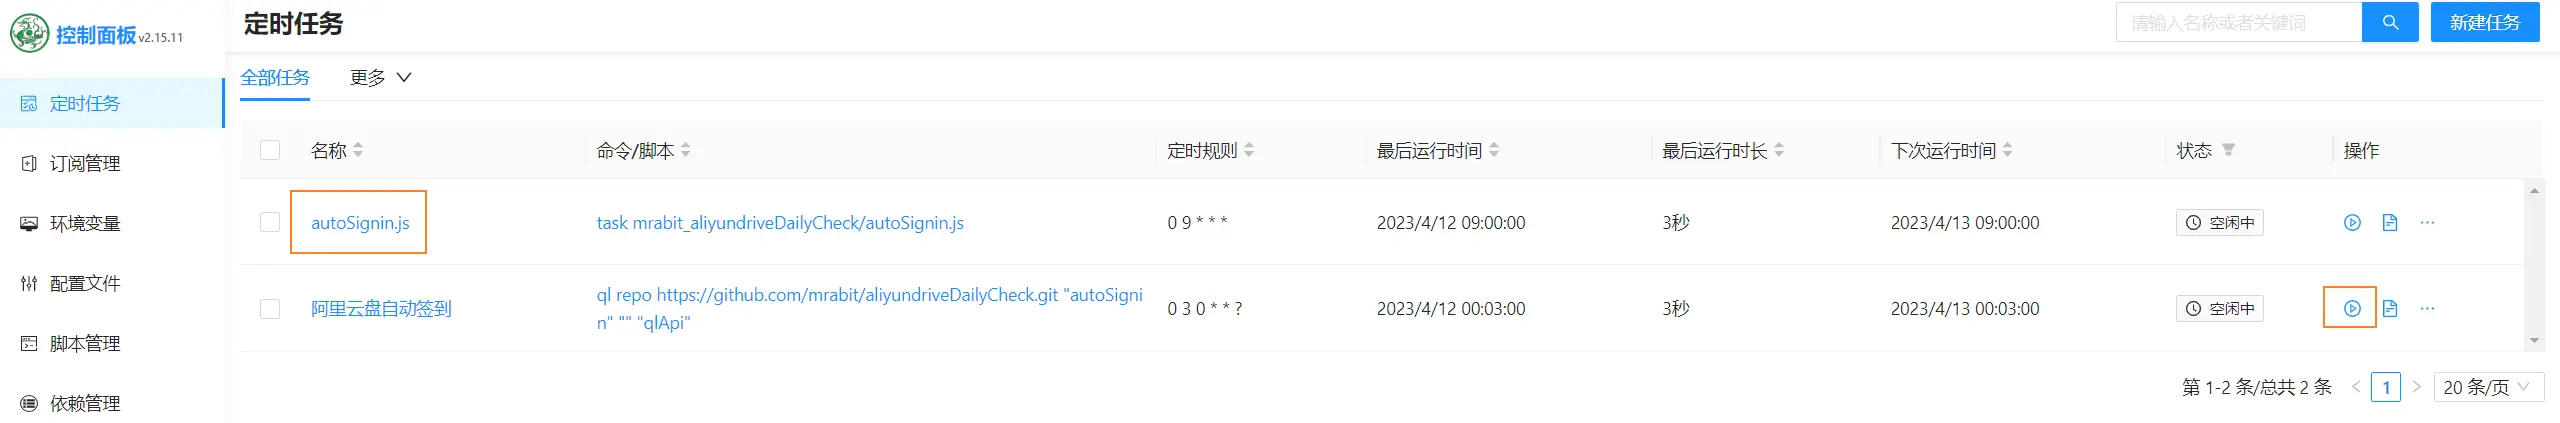 控制面板 v2.15.11
定时任务
请输入名称或者关键词
新建任务
定时任务
订阅管理
环境变量
配置文件
脚本管理
依赖管理
全部任务 更多
名称 命令/脚本 定时规则 最后运行时间 最后运行时长 下次运行时间 状态 操作
autoSignin.js task mrabit_aliyundriveDailyCheck/autoSignin.js 0 9 * * * 2023/4/12 09:00:00 3秒 2023/4/13 09:00:00 空闲中 ...
阿里云盘自动签到 ql repo https://github.com/mrabit/aliyundriveDailyCheck.git "autoSigni
n" "" "qlApi" 0 3 0 * * ? 2023/4/12 00:03:00 3秒 2023/4/13 00:03:00 空闲中 ...
第 1-2 条/总共 2 条 < 1 > 20 条/页